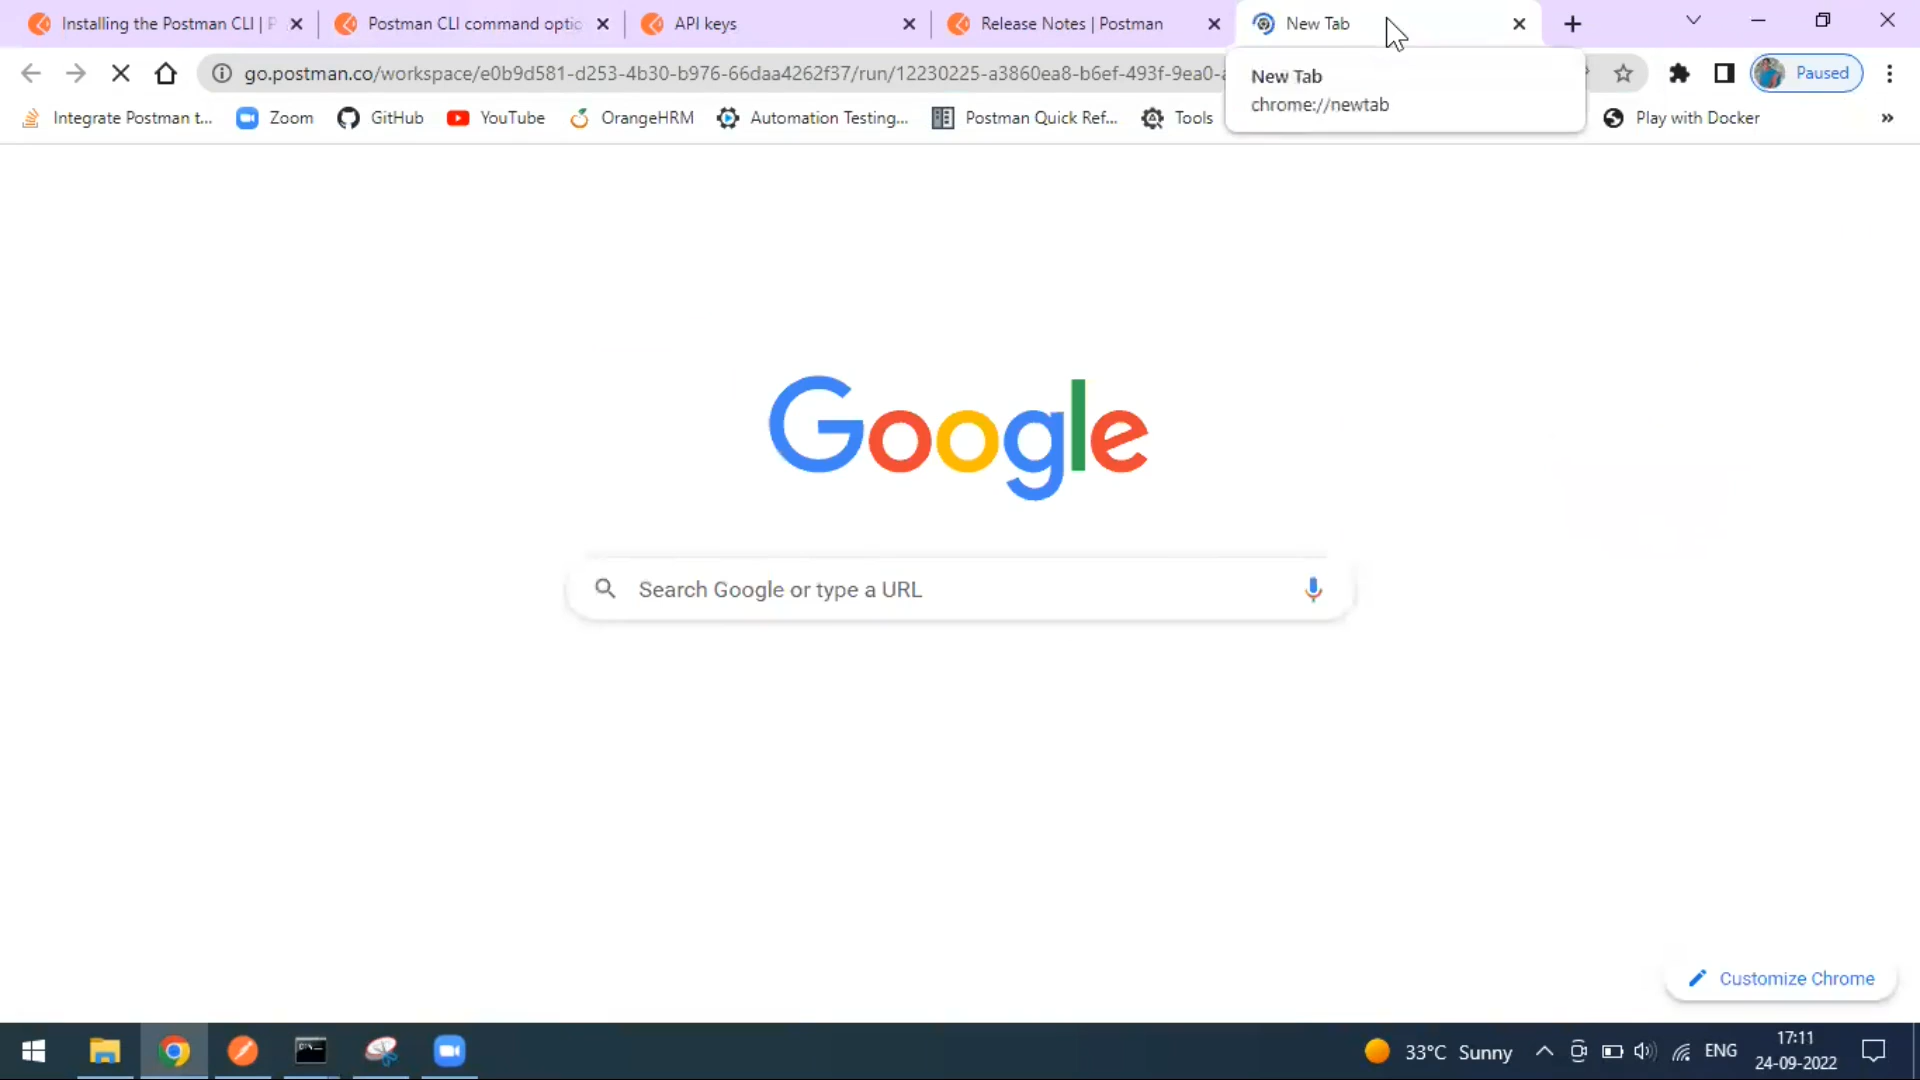 Installing the Postman CLI | P
Postman CLI command optio
API keys
Release Notes | Postman
New Tab
go.postman.co/workspace/e0b9d581-d253-4b30-b976-66daa4262f37/run/12230225-a3860ea8-b6ef-493f-9ea0-
Paused
New Tab
chrome://newtab
Integrate Postman t...
Zoom
GitHub
YouTube
OrangeHRM
Automation Testing...
Postman Quick Ref...
Tools
Play with Docker
»
Google
Search Google or type a URL
Customize Chrome
33°C Sunny
ENG
17:11
24-09-2022